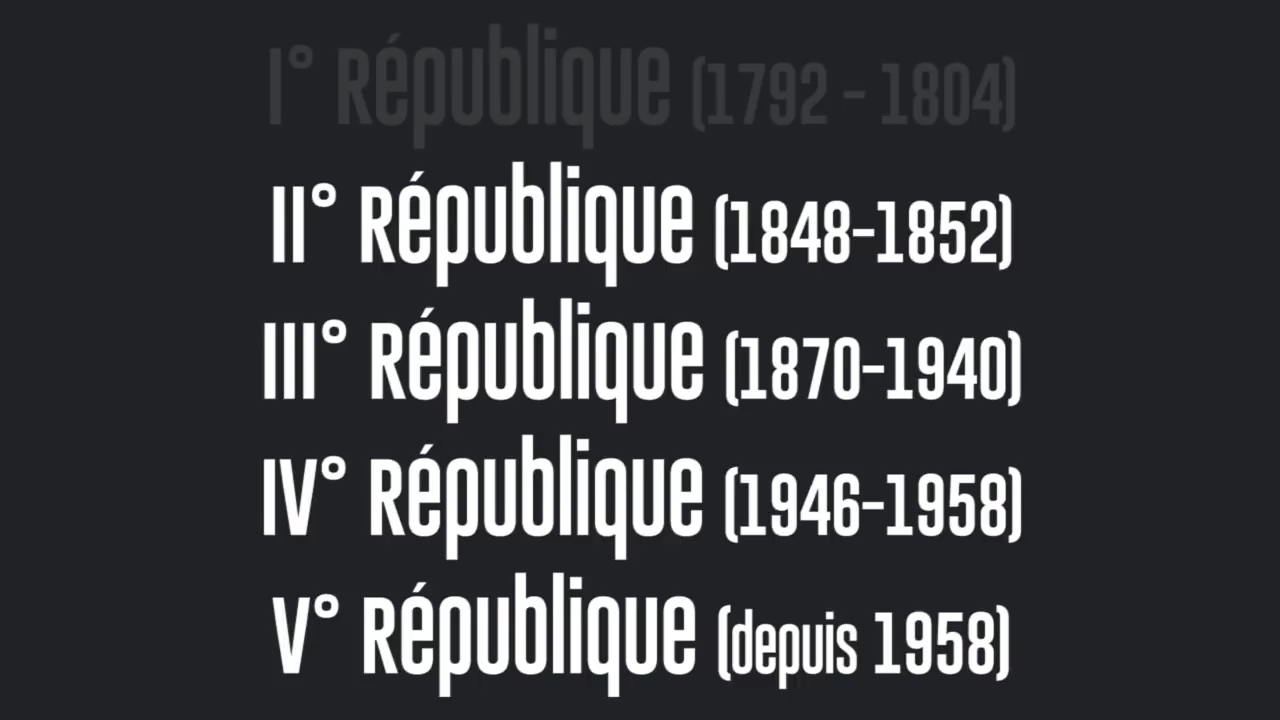 I° République (1792 - 1804)
II° République (1848-1852)
III° République (1870-1940)
IV° République (1946-1958)
V° République (depuis 1958)